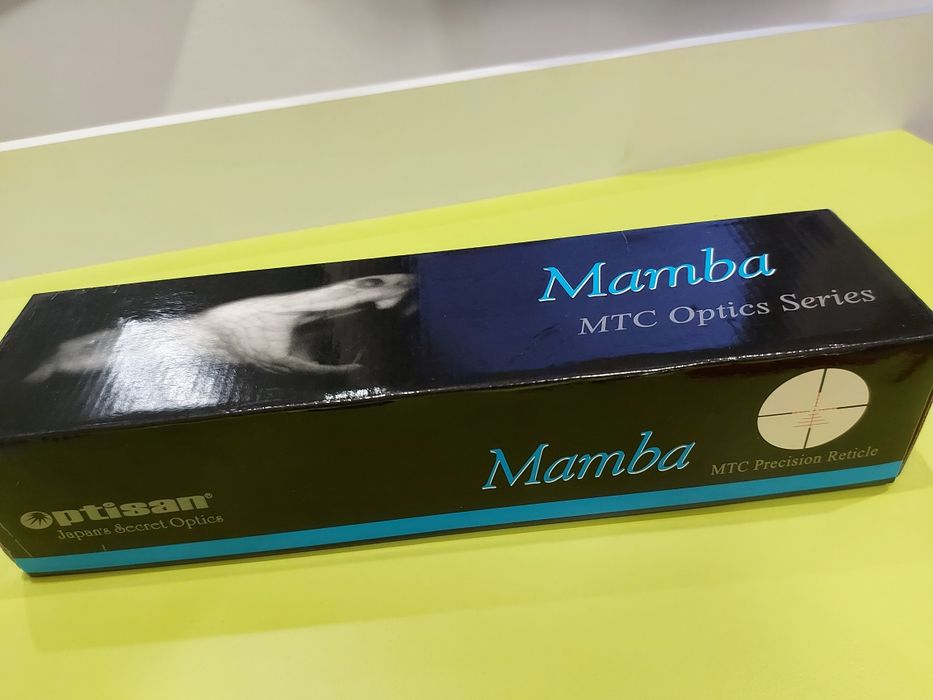 Mamba
MTC Optics Series
Mamba
MTC Precision Reticle
Optisan®
Japan's Secret Optics